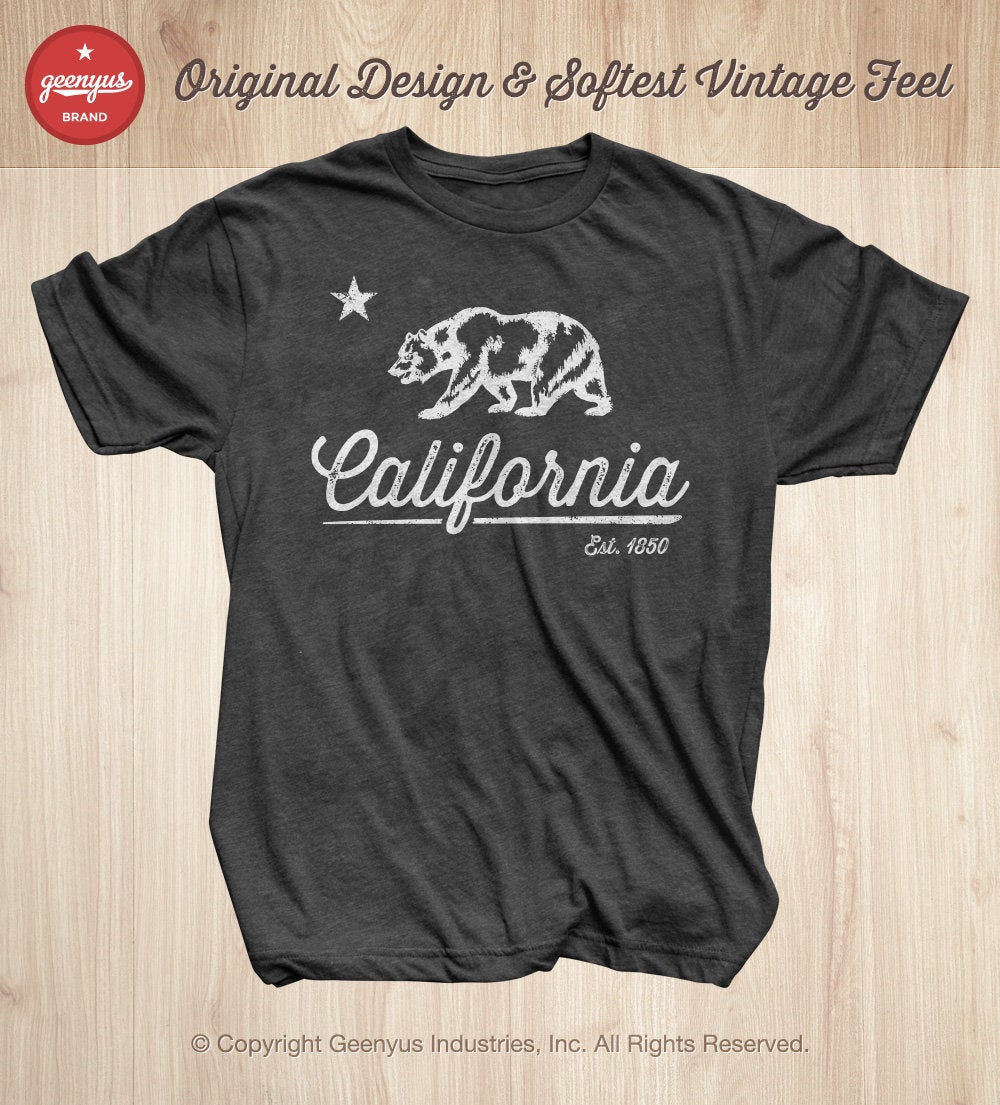 geenyus
BRAND
Original Design & Softest Vintage Feel
California
Est. 1850
© Copyright Geenyus Industries, Inc. All Rights Reserved.